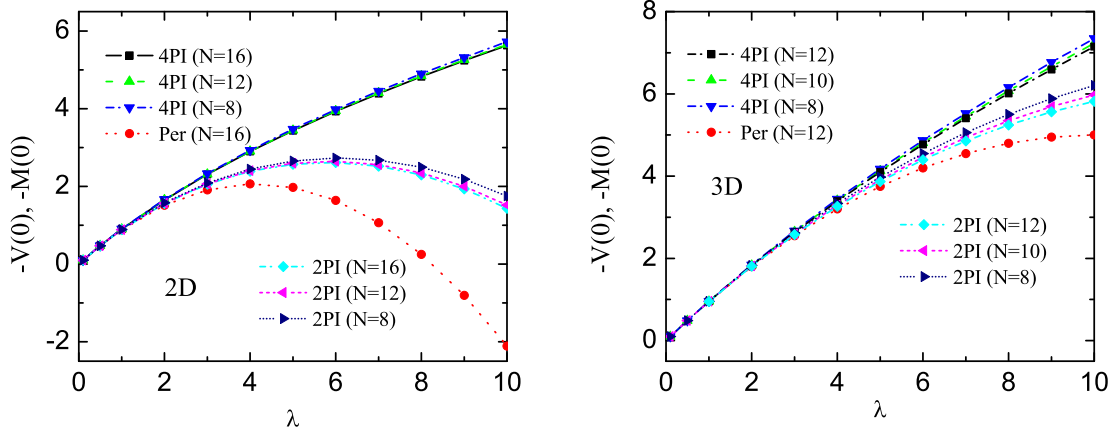 -V(0), -M(0)
6
4
2
0
-2
4PI (N=16)
4PI (N=12)
4PI (N=8)
Per (N=16)
2D
2PI (N=16)
2PI (N=12)
2PI (N=8)
0 2 4 6 8 10
λ
-V(0), -M(0)
8
6
4
2
0
4PI (N=12)
4PI (N=10)
4PI (N=8)
Per (N=12)
3D
2PI (N=12)
2PI (N=10)
2PI (N=8)
0 2 4 6 8 10
λ